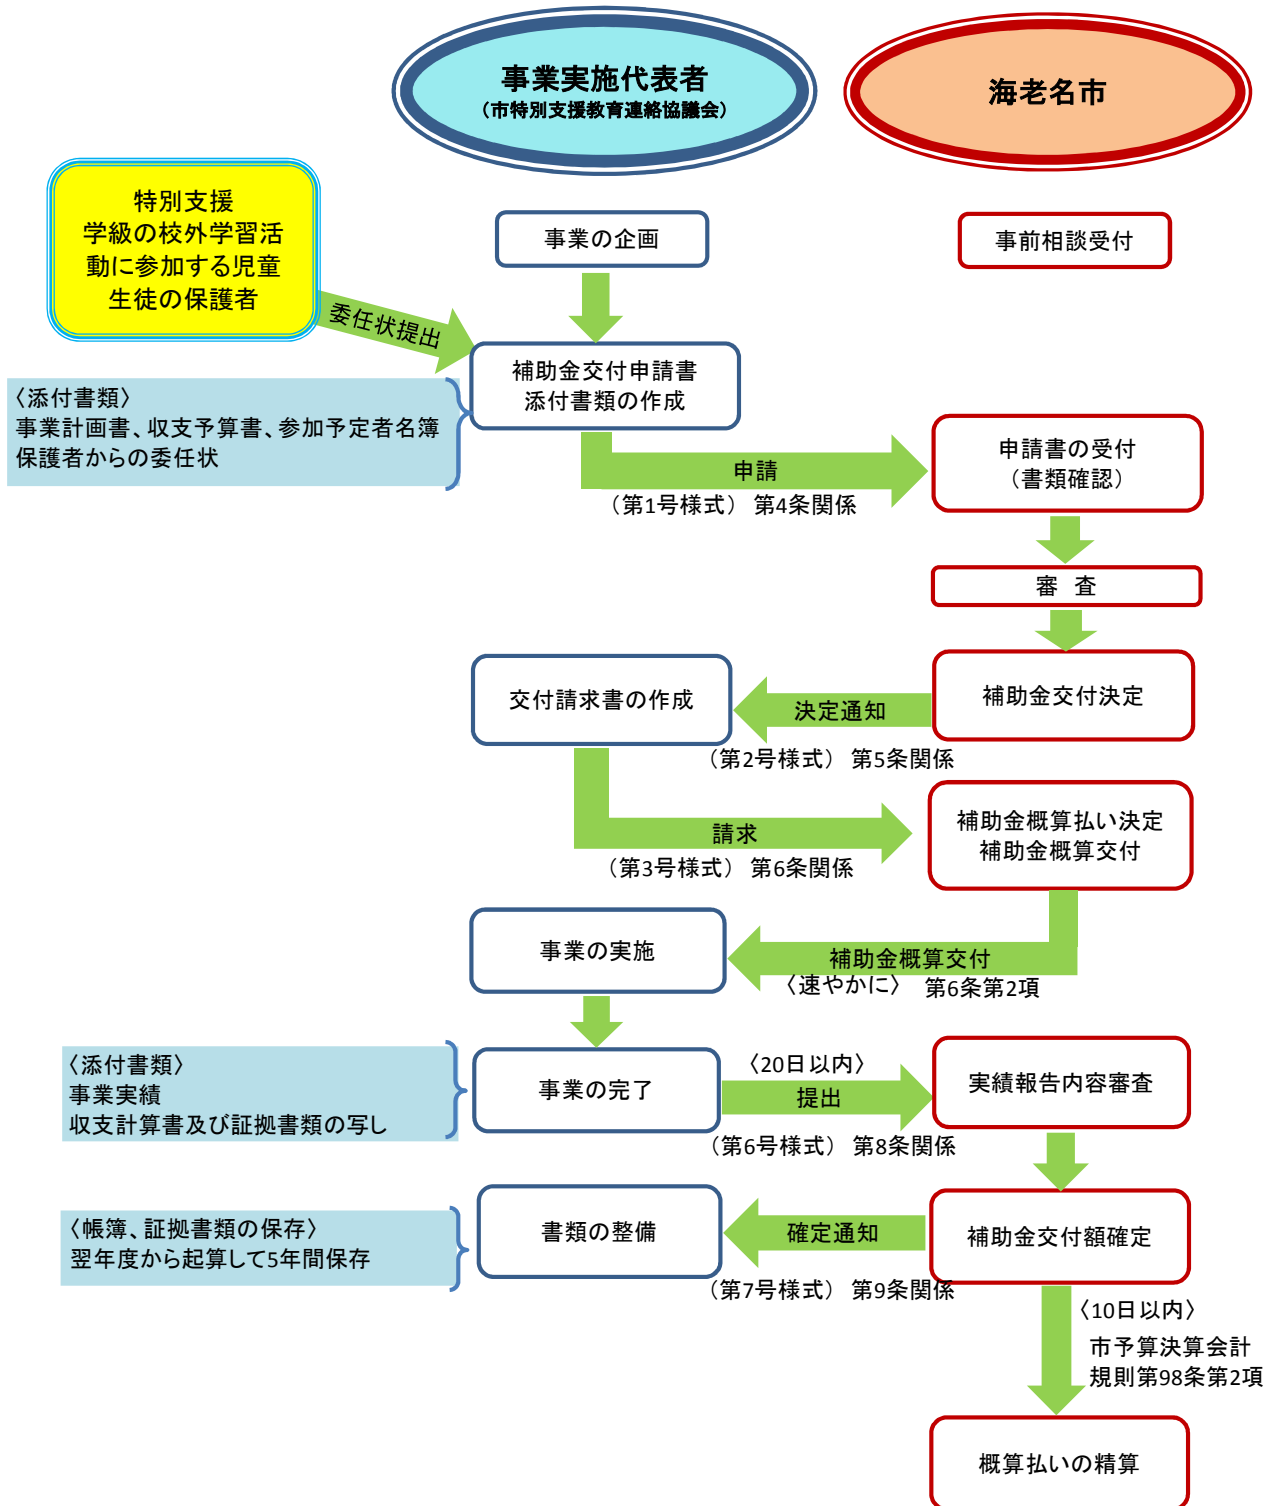 事業実施代表者
（市特別支援教育連絡協議会）
海老名市
特別支援
学級の校外学習活
動に参加する児童
生徒の保護者
事業の企画
事前相談受付
委任状提出
補助金交付申請書
添付書類の作成
〈添付書類〉
事業計画書、収支予算書、参加予定者名簿
保護者からの委任状
申請
（第1号様式） 第4条関係
申請書の受付
（書類確認）
審 査
補助金交付決定
決定通知
（第2号様式） 第5条関係
交付請求書の作成
請求
（第3号様式） 第6条関係
補助金概算払い決定
補助金概算交付
補助金概算交付
〈速やかに〉 第6条第2項
事業の実施
〈添付書類〉
事業実績
収支計算書及び証拠書類の写し
事業の完了
〈20日以内〉
提出
（第6号様式） 第8条関係
実績報告内容審査
補助金交付額確定
確定通知
（第7号様式） 第9条関係
書類の整備
〈帳簿、証拠書類の保存〉
翌年度から起算して5年間保存
〈10日以内〉
市予算決算会計
規則第98条第2項
概算払いの精算